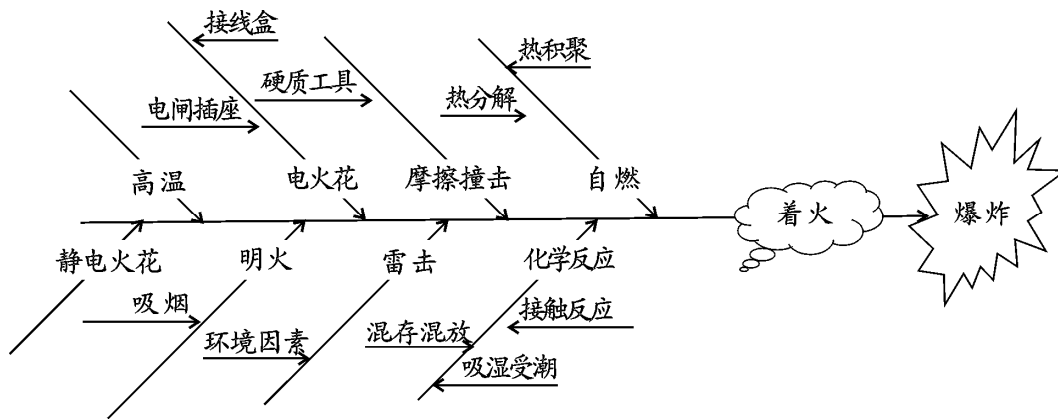 接线盒
热积聚
硬质工具
热分解
电闸插座
高温
电火花
摩擦撞击
自燃
着火
爆炸
静电火花
明火
雷击
化学反应
吸烟
接触反应
环境因素
混存混放
吸湿受潮